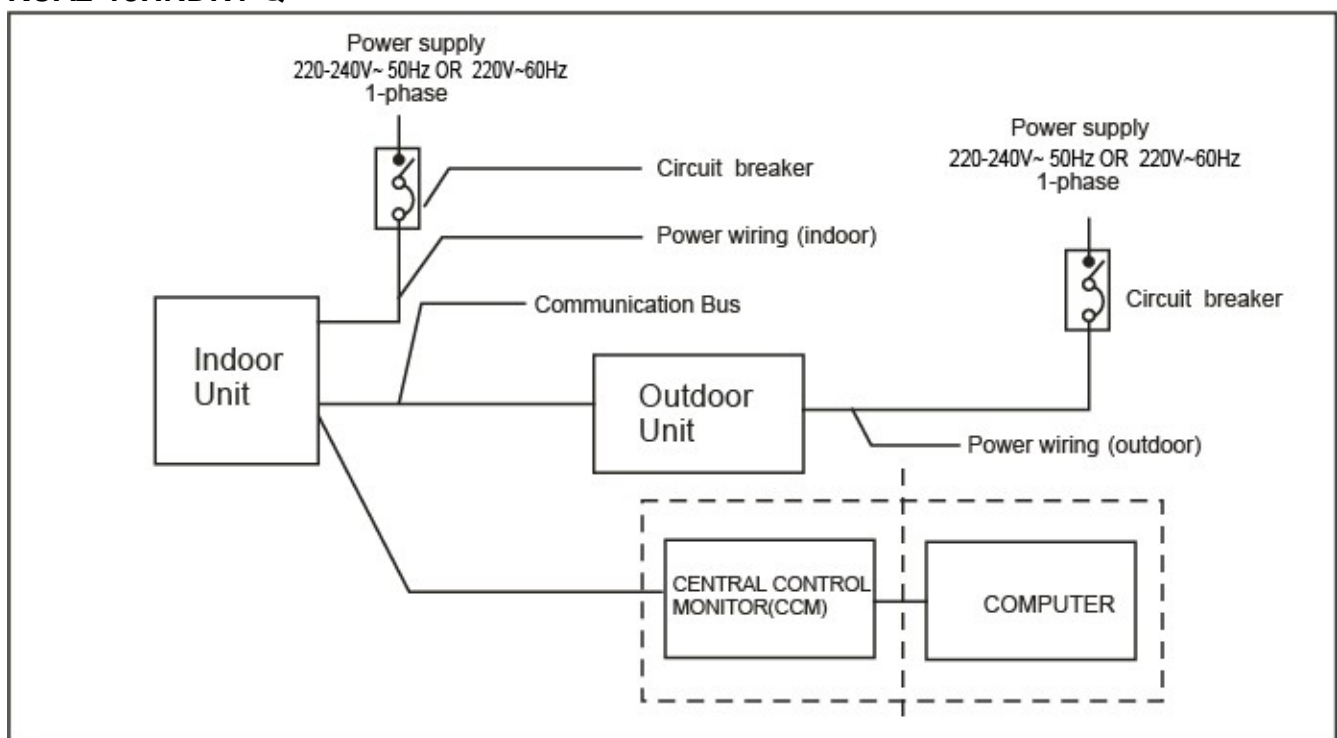 Power supply
220-240V~ 50Hz OR 220V~60Hz
1-phase
Circuit breaker
Power wiring (indoor)
Communication Bus
Indoor
Unit
Outdoor
Unit
Power supply
220-240V~ 50Hz OR 220V~60Hz
1-phase
Circuit breaker
Power wiring (outdoor)
CENTRAL CONTROL
MONITOR(CCM)
COMPUTER